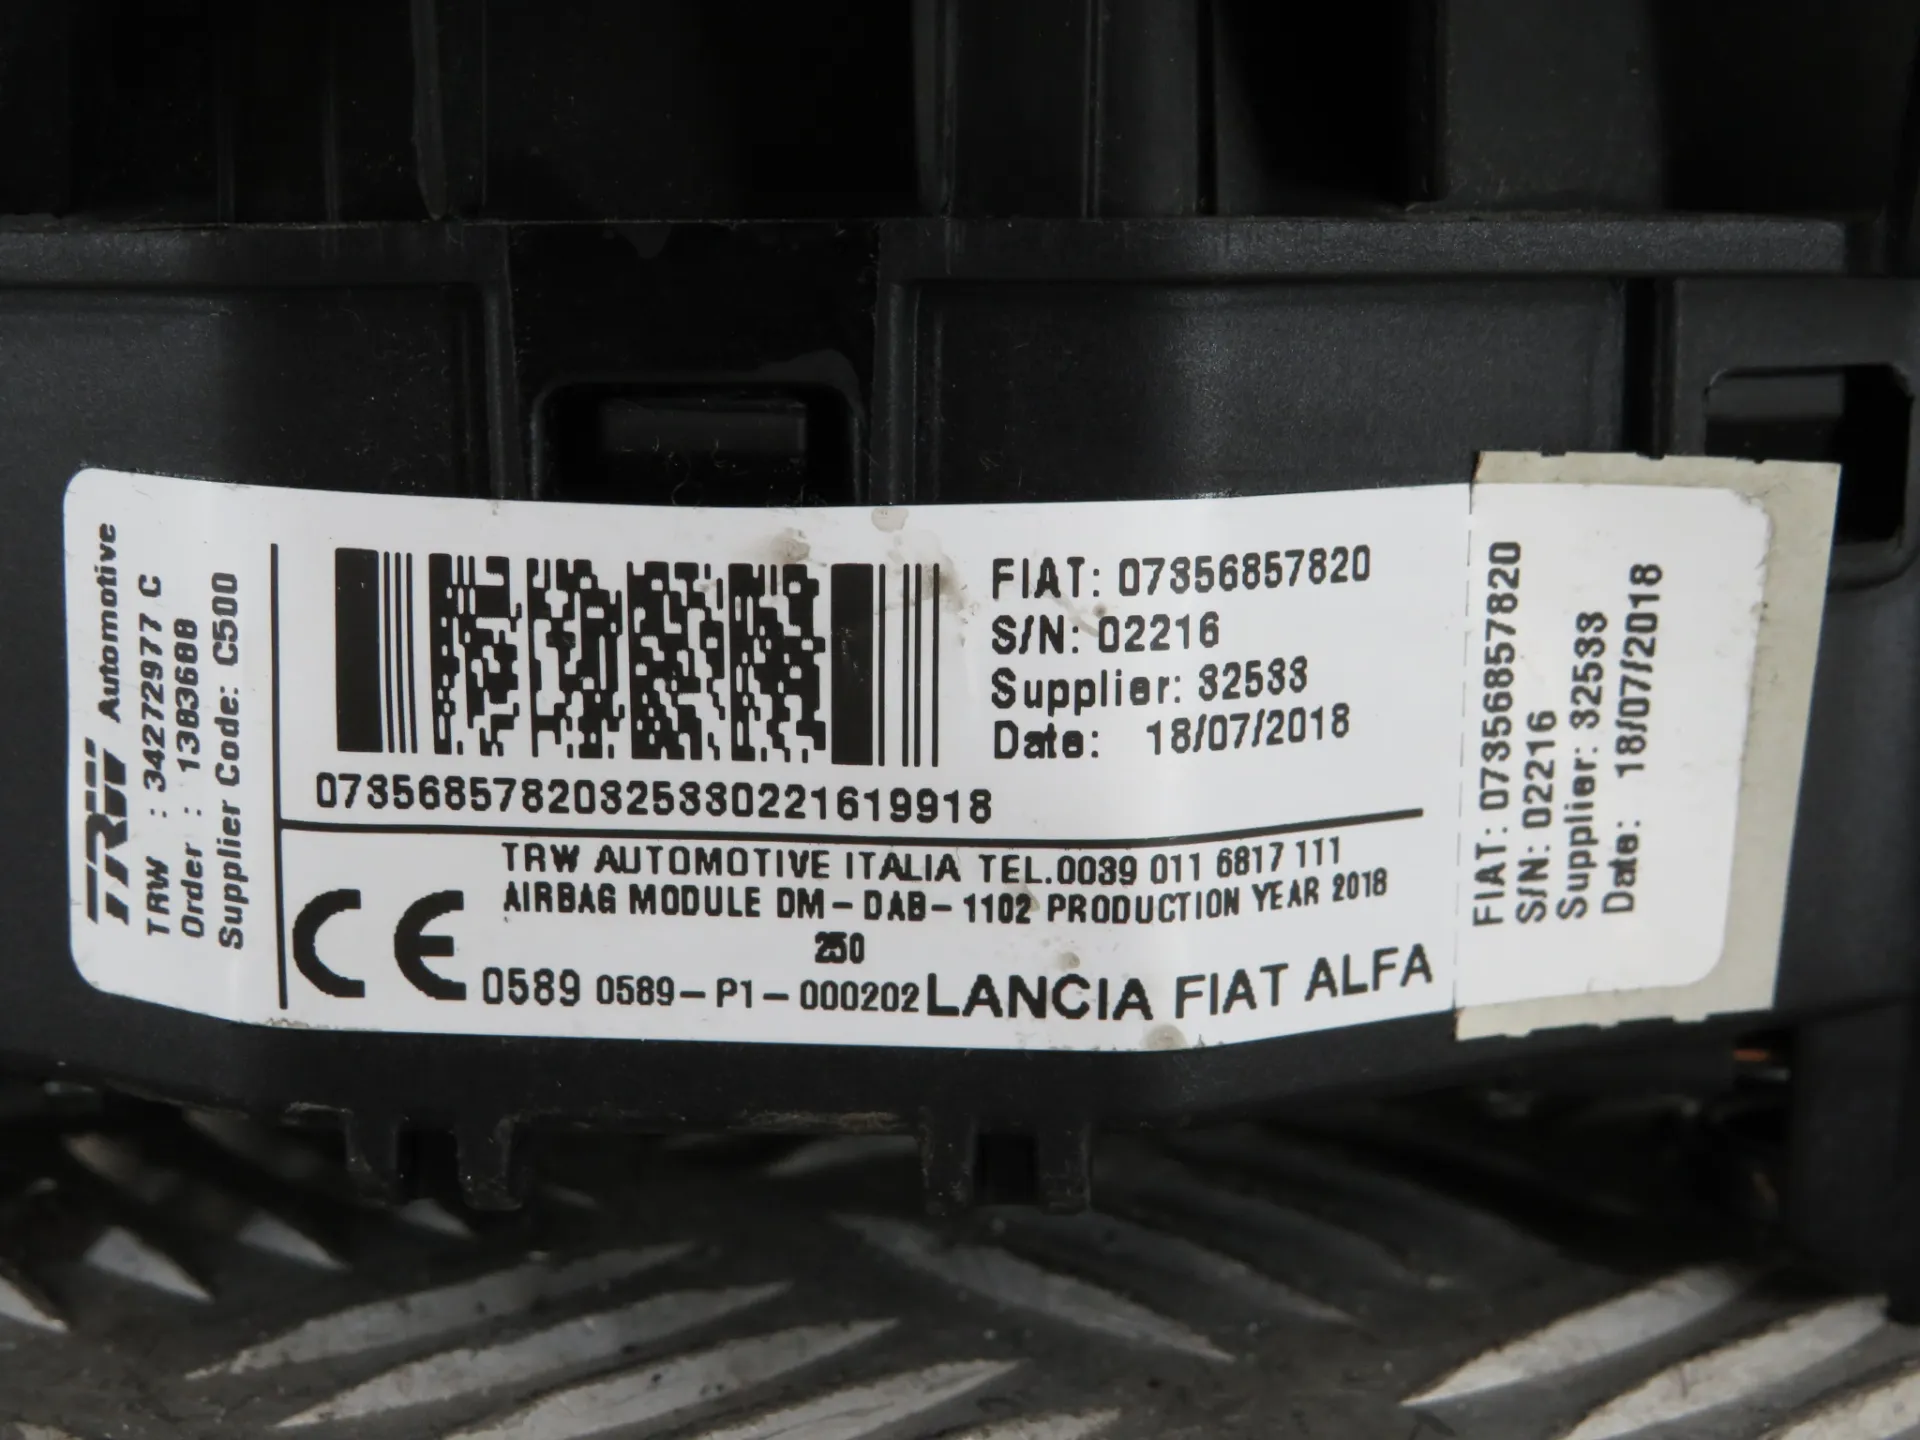 TRW Automotive
TRW : 34272977 C
Order : 1383688
Supplier Code: C500
FIAT: 07356857820
S/N: 02216
Supplier: 32533
Date: 18/07/2018
07356857820325330221619918
TRW AUTOMOTIVE ITALIA TEL.0039 011 6817 111
AIRBAG MODULE DM-DAB-1102 PRODUCTION YEAR 2018
250
CE 0589 0589-P1-000202 LANCIA FIAT ALFA
FIAT: 07356857820
S/N: 02216
Supplier: 32533
Date: 18/07/2018